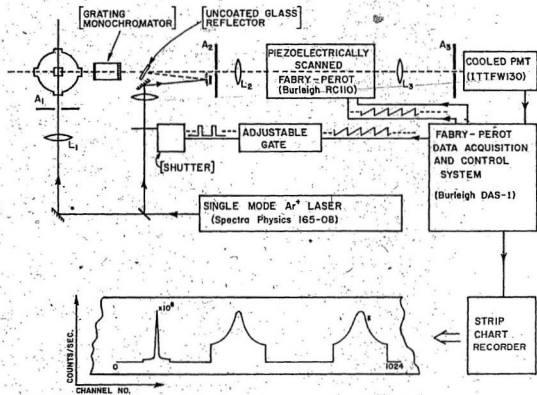 [GRATING
MONOCHROMATOR]
[UNCOATED GLASS
REFLECTOR]
A2
A3
PIEZOELECTRICALLY
SCANNED
FABRY-PEROT
(Burleigh RC110)
COOLED PMT
(ITTFW130)
L2
L3
A1
L1
[SHUTTER]
ADJUSTABLE
GATE
FABRY-PEROT
DATA ACQUISITION
AND CONTROL
SYSTEM
(Burleigh DAS-1)
SINGLE MODE Ar+ LASER
(Spectra Physics 165-08)
COUNTS/SEC.
0
1024
CHANNEL NO.
STRIP
CHART
RECORDER